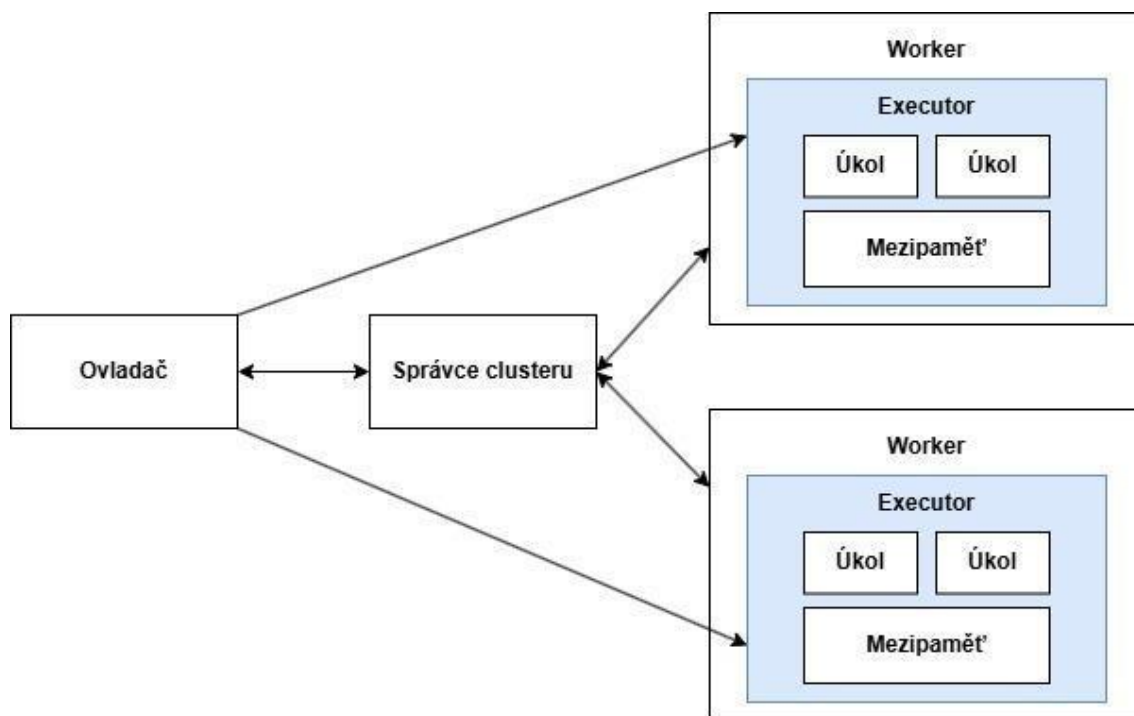 Worker
Executor
Úkol Úkol
Mezipaměť
Ovladač
Správce clusteru
Worker
Executor
Úkol Úkol
Mezipaměť